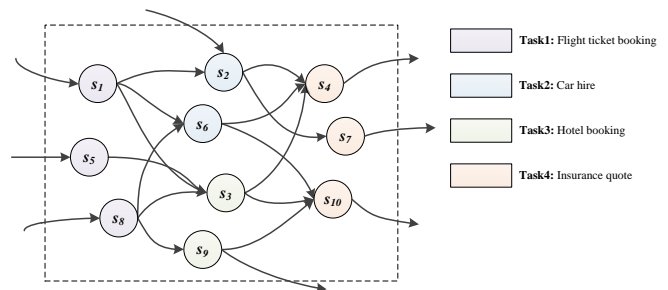 s1
s2
s4
s6
s7
s5
s3
s10
s8
s9
Task1: Flight ticket booking
Task2: Car hire
Task3: Hotel booking
Task4: Insurance quote